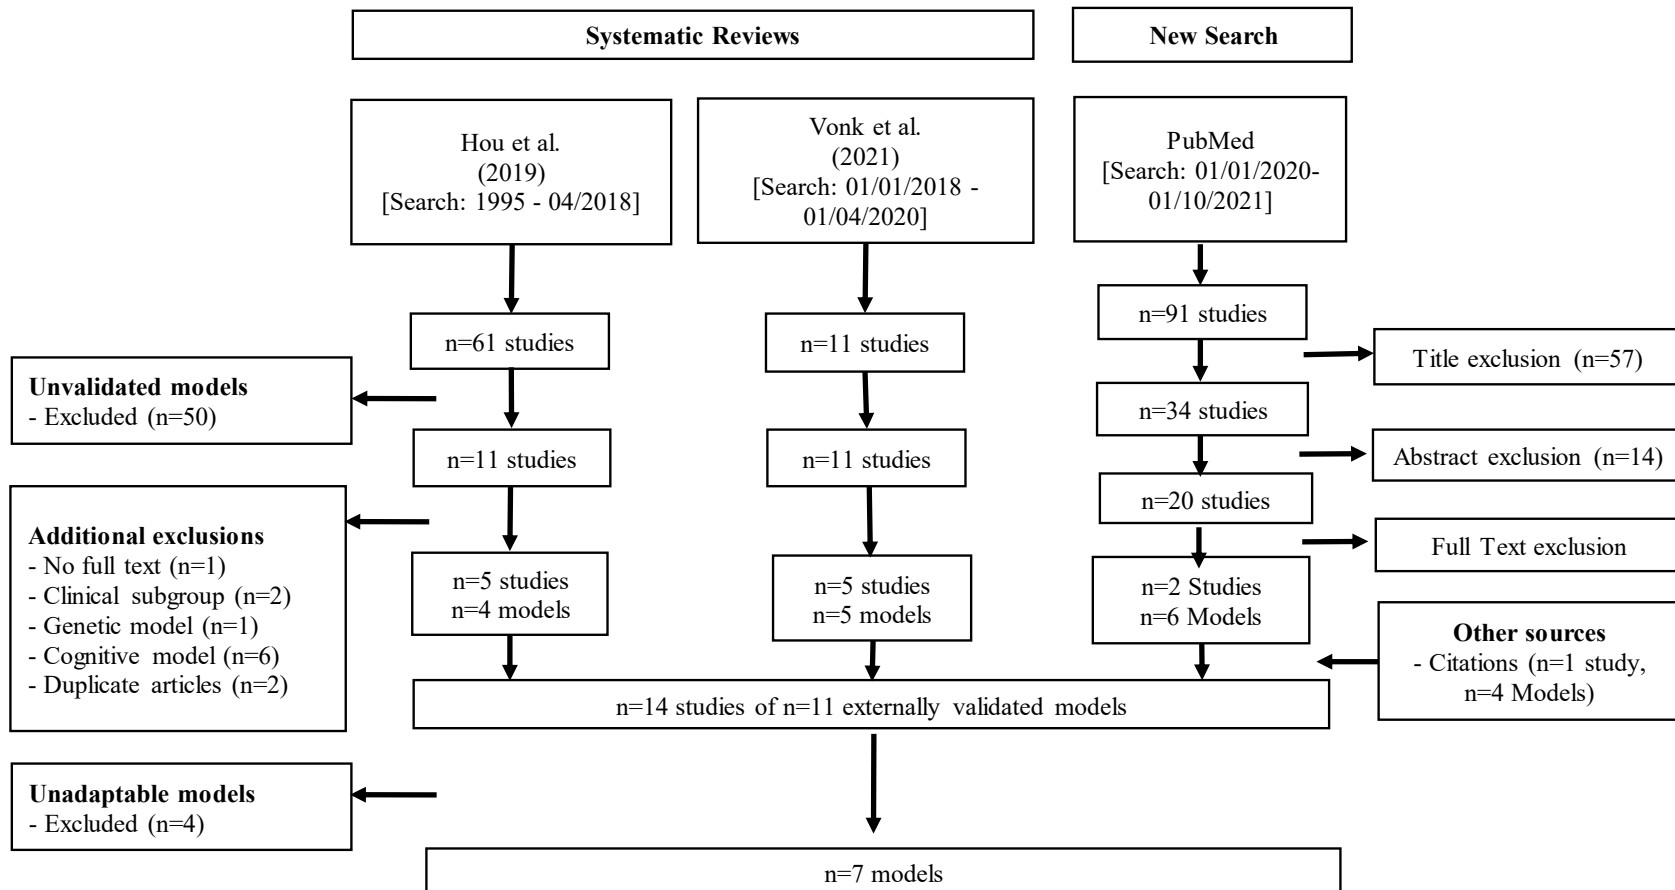 Systematic Reviews
New Search
Hou et al.
(2019)
[Search: 1995 - 04/2018]
Vonk et al.
(2021)
[Search: 01/01/2018 -
01/04/2020]
PubMed
[Search: 01/01/2020-
01/10/2021]
n=61 studies
n=11 studies
n=91 studies
Title exclusion (n=57)
Unvalidated models
- Excluded (n=50)
n=34 studies
n=11 studies
n=11 studies
Abstract exclusion (n=14)
n=20 studies
Additional exclusions
- No full text (n=1)
- Clinical subgroup (n=2)
- Genetic model (n=1)
- Cognitive model (n=6)
- Duplicate articles (n=2)
Full Text exclusion
n=5 studies
n=4 models
n=5 studies
n=5 models
n=2 Studies
n=6 Models
Other sources
- Citations (n=1 study,
n=4 Models)
n=14 studies of n=11 externally validated models
Unadaptable models
- Excluded (n=4)
n=7 models